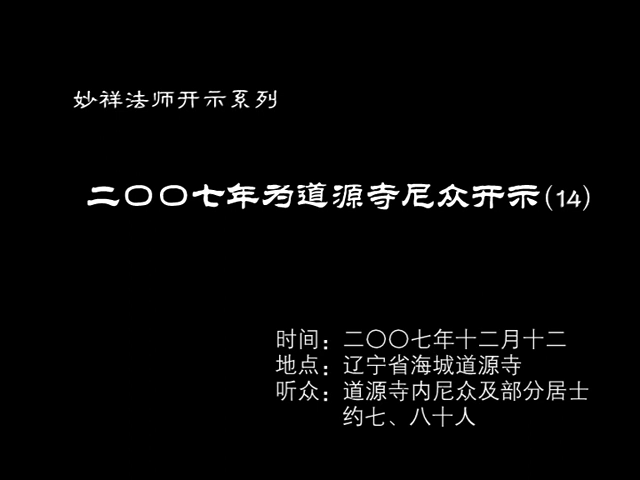 妙祥法师开示系列
二〇〇七年为道源寺尼众开示(14)
时间：二〇〇七年十二月十二
地点：辽宁省海城道源寺
听众：道源寺内尼众及部分居士
约七、八十人